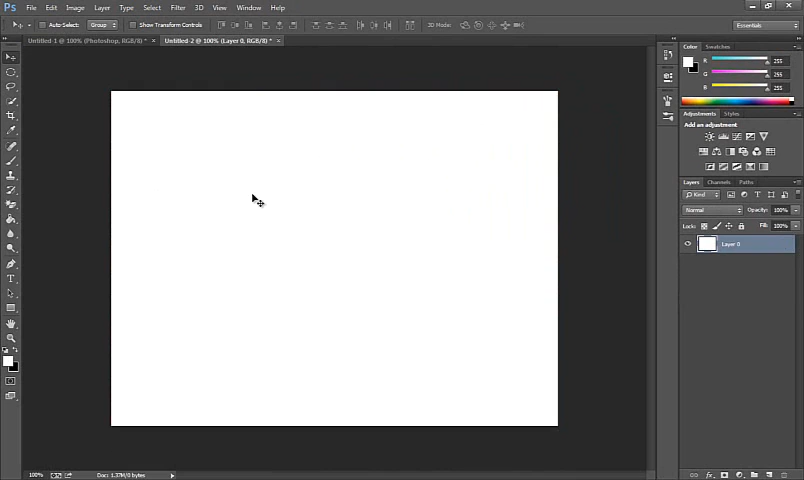 Ps File Edit Image Layer Type Select Filter 3D View Window Help
Auto-Select: Group Show Transform Controls 3D Mode: Essentials
Untitled-1 @ 100% (Photoshop, RGB/8) * × Untitled-2 @ 100% (Layer 0, RGB/8) * ×
Color Swatches
R 255
G 255
B 255
Adjustments Styles
Add an adjustment
Layers Channels Paths
Kind
Normal Opacity: 100%
Lock: Fill: 100%
Layer 0
T
100% Doc: 1.37M/0 bytes
fx